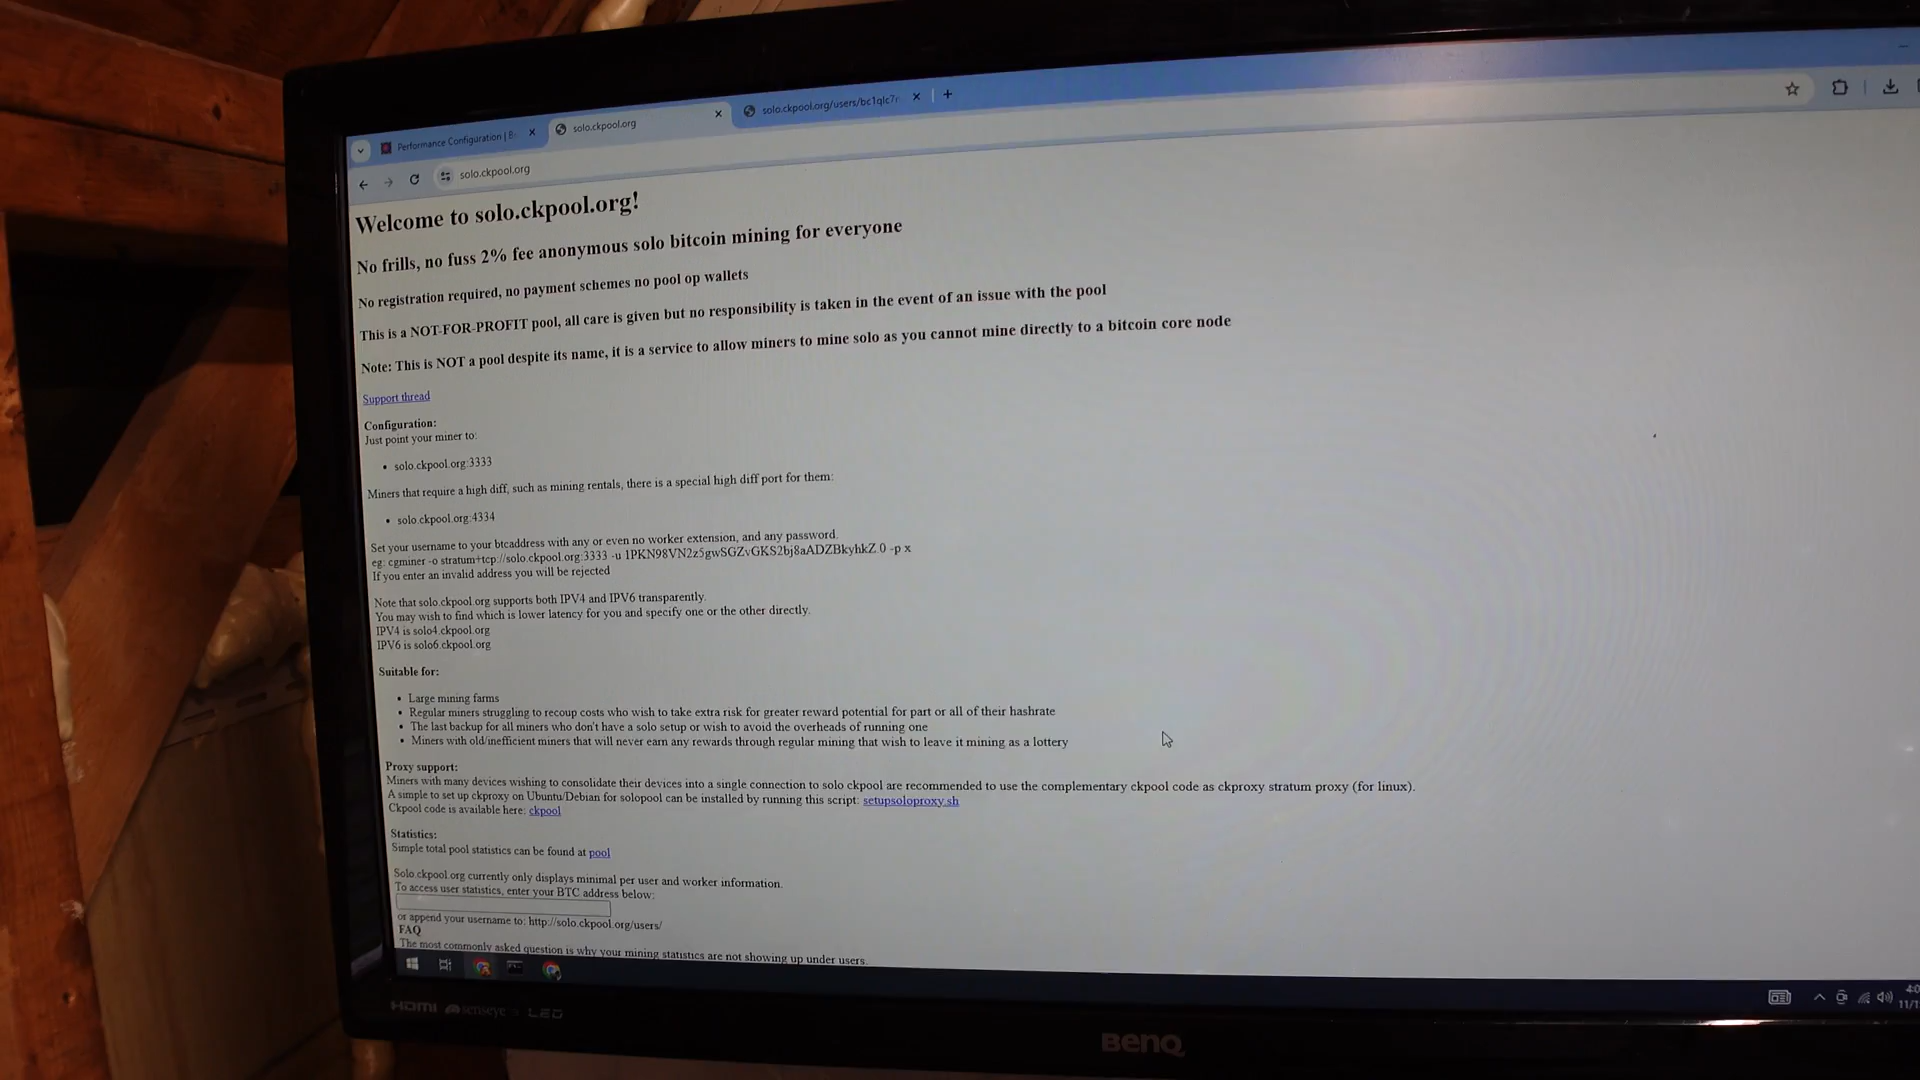 Performance Configuration | B
solo.ckpool.org
solo.ckpool.org/users/bc1qlc7r
solo.ckpool.org
Welcome to solo.ckpool.org!
No frills, no fuss 2% fee anonymous solo bitcoin mining for everyone
No registration required, no payment schemes no pool op wallets
This is a NOT-FOR-PROFIT pool, all care is given but no responsibility is taken in the event of an issue with the pool
Note: This is NOT a pool despite its name, it is a service to allow miners to mine solo as you cannot mine directly to a bitcoin core node
Support thread
Configuration:
Just point your miner to:
• solo.ckpool.org:3333
Miners that require a high diff, such as mining rentals, there is a special high diff port for them:
• solo.ckpool.org:4334
Set your username to your btcaddress with any or even no worker extension, and any password.
eg: cgminer -o stratum+tcp://solo.ckpool.org:3333 -u 1PKN98VN2z5gwSGZvGKS2bj8aADZBkyhkZ.0 -p x
If you enter an invalid address you will be rejected
Note that solo.ckpool.org supports both IPV4 and IPV6 transparently.
You may wish to find which is lower latency for you and specify one or the other directly.
IPV4 is solo4.ckpool.org
IPV6 is solo6.ckpool.org
Suitable for:
• Large mining farms
• Regular miners struggling to recoup costs who wish to take extra risk for greater reward potential for part or all of their hashrate
• The last backup for all miners who don't have a solo setup or wish to avoid the overheads of running one
• Miners with old/inefficient miners that will never earn any rewards through regular mining that wish to leave it mining as a lottery
Proxy support:
Miners with many devices wishing to consolidate their devices into a single connection to solo ckpool are recommended to use the complementary ckpool code as ckproxy stratum proxy (for linux).
A simple to set up ckproxy on Ubuntu/Debian for solopool can be installed by running this script: setupsoloproxy.sh
Ckpool code is available here: ckpool
Statistics:
Simple total pool statistics can be found at pool
Solo.ckpool.org currently only displays minimal per user and worker information.
To access user statistics, enter your BTC address below:
or append your username to: http://solo.ckpool.org/users/
FAQ
The most commonly asked question is why your mining statistics are not showing up under users.
4:0
11/1
HDMI senseye LED
BenQ